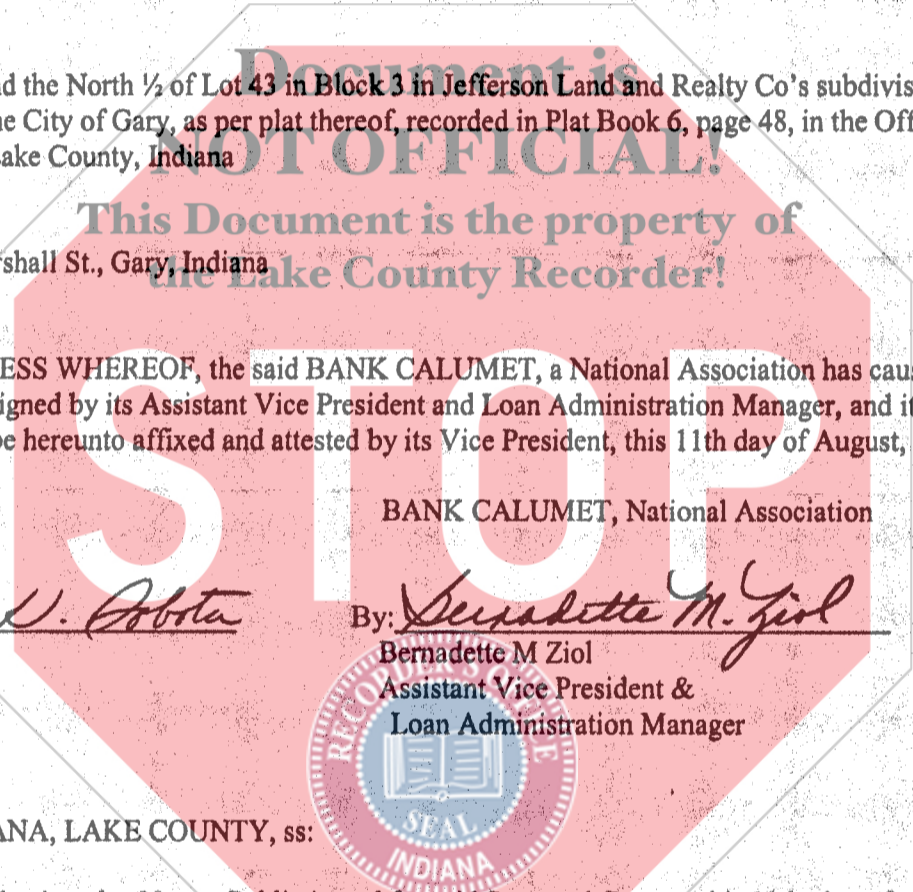 Document is
NOT OFFICIAL!
This Document is the property of
the Lake County Recorder!
STOP
d the North ½ of Lot 43 in Block 3 in Jefferson Land and Realty Co's subdivis
e City of Gary, as per plat thereof, recorded in Plat Book 6, page 48, in the Off
ake County, Indiana
shall St., Gary, Indiana
ESS WHEREOF, the said BANK CALUMET, a National Association has caus
igned by its Assistant Vice President and Loan Administration Manager, and i
e hereunto affixed and attested by its Vice President, this 11th day of August,
BANK CALUMET, National Association
By: Bernadette M. Ziol
Bernadette M Ziol
Assistant Vice President &
Loan Administration Manager
RECORDER'S OFFICE
SEAL
INDIANA
ANA, LAKE COUNTY, ss: